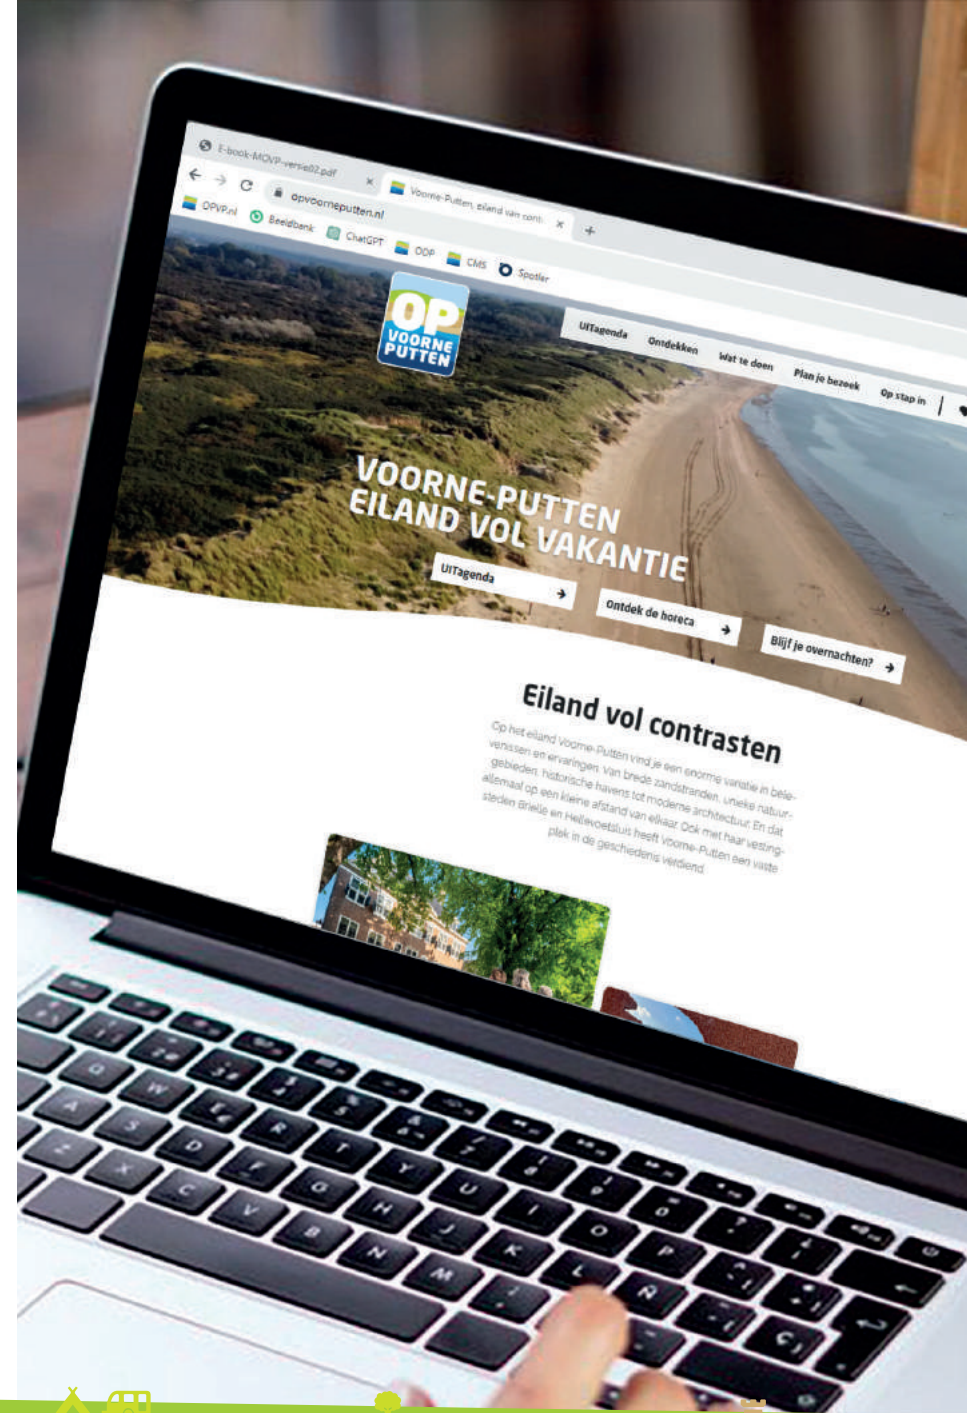 E-book-MOVP-versie02.pdf
Voorne-Putten, eiland van cont
opvoorneputten.nl
OPVP.nl Beeldbank ChatGPT ODP CMS Spotler
OP
VOORNE
PUTTEN
UITagenda Ontdekken Wat te doen Plan je bezoek Op stap in
VOORNE-PUTTEN
EILAND VOL VAKANTIE
UITagenda
Ontdek de horeca
Blijf je overnachten?
Eiland vol contrasten
Op het eiland Voorne-Putten vind je een enorme variatie in bele-
venissen en ervaringen. Van brede zandstranden, unieke natuur-
gebieden, historische havens tot moderne architectuur. En dat
allemaal op een kleine afstand van elkaar. Ook met haar vesting-
steden Brielle en Hellevoetsluis heeft Voorne-Putten een vaste
plek in de geschiedenis verdiend.
Q W E R T Y U I O P
A S D F G H J K L Ñ
Z X C V B N M